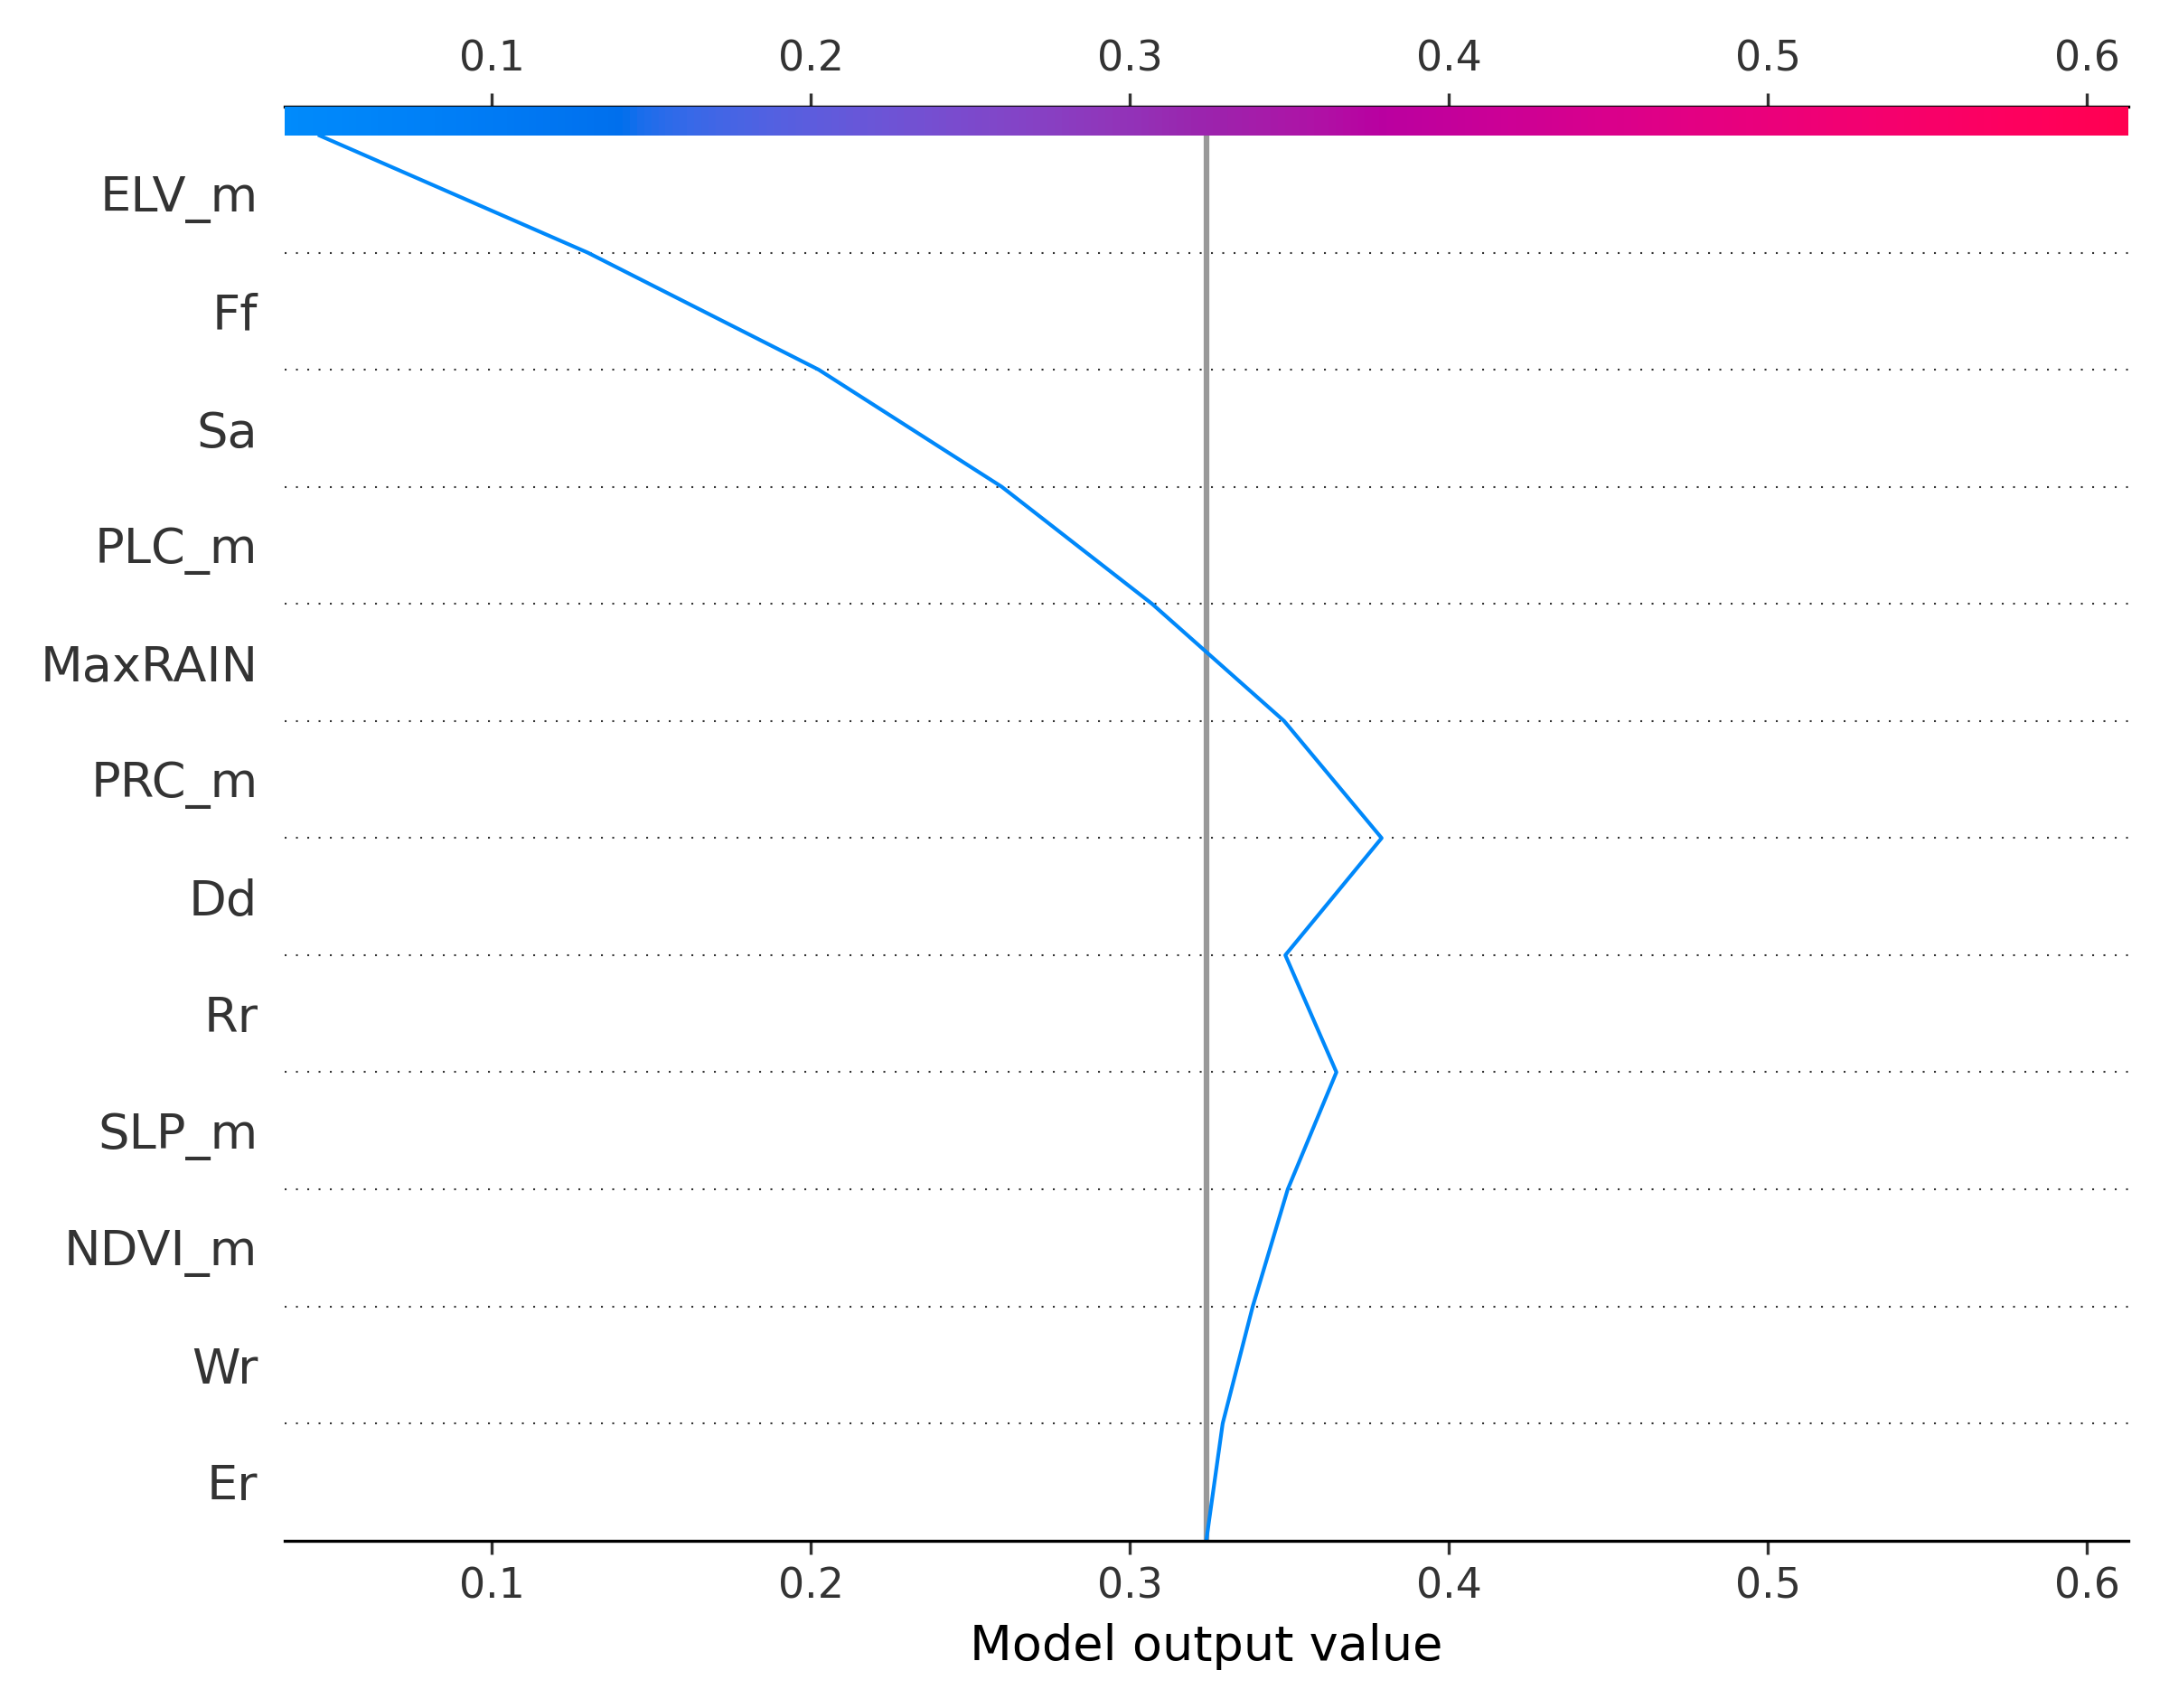 0.1 0.2 0.3 0.4 0.5 0.6
ELV_m
Ff
Sa
PLC_m
MaxRAIN
PRC_m
Dd
Rr
SLP_m
NDVI_m
Wr
Er
0.1 0.2 0.3 0.4 0.5 0.6
Model output value